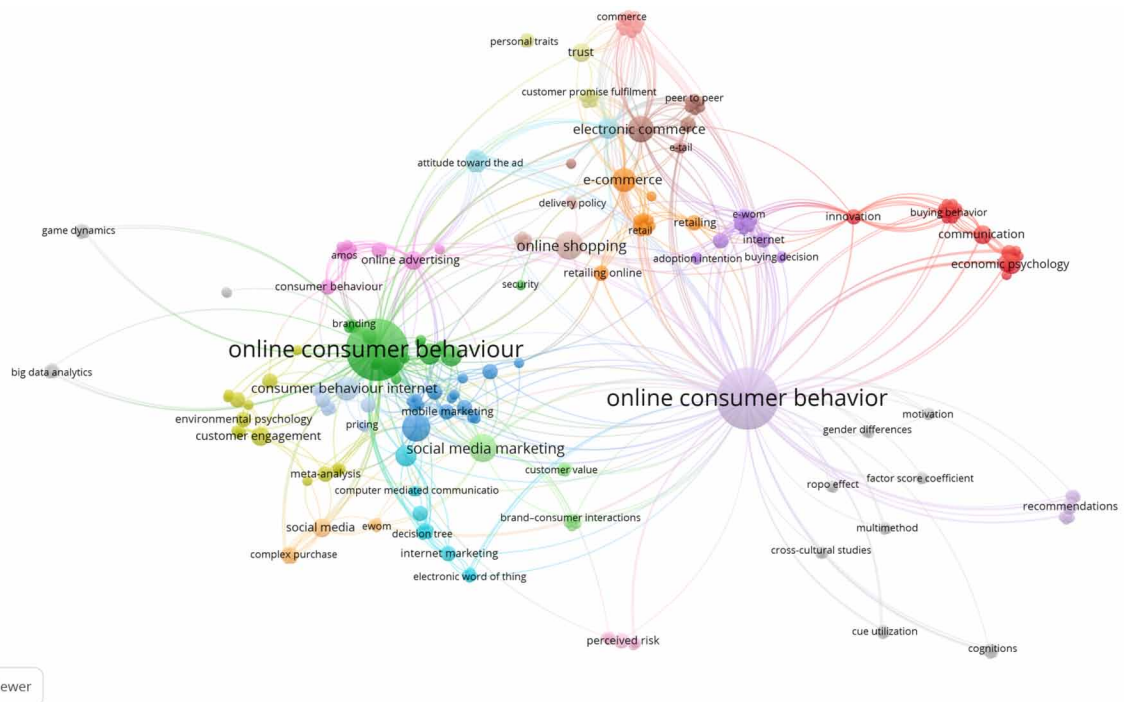 commerce
personal traits
trust
customer promise fulfilment
peer to peer
electronic commerce
e-tail
attitude toward the ad
e-commerce
delivery policy
e-wom
innovation
buying behavior
retail
retailing
game dynamics
internet
communication
online shopping
amos
online advertising
adoption intention
buying decision
economic psychology
retailing online
security
consumer behaviour
branding
online consumer behaviour
big data analytics
consumer behaviour internet
online consumer behavior
mobile marketing
motivation
environmental psychology
pricing
gender differences
customer engagement
social media marketing
customer value
meta-analysis
factor score coefficient
ropo effect
computer mediated communicatio
recommendations
brand–consumer interactions
social media
ewom
decision tree
multimethod
complex purchase
internet marketing
cross-cultural studies
electronic word of thing
cue utilization
perceived risk
cognitions
ewer